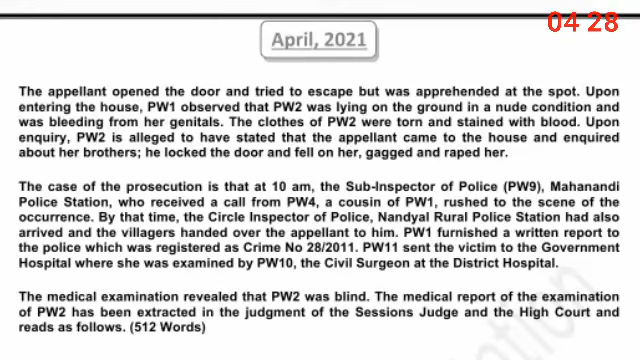 04 28
April, 2021
The appellant opened the door and tried to escape but was apprehended at the spot. Upon
entering the house, PW1 observed that PW2 was lying on the ground in a nude condition and
was bleeding from her genitals. The clothes of PW2 were torn and stained with blood. Upon
enquiry, PW2 is alleged to have stated that the appellant came to the house and enquired
about her brothers; he locked the door and fell on her, gagged and raped her.
The case of the prosecution is that at 10 am, the Sub-Inspector of Police (PW9), Mahanandi
Police Station, who received a call from PW4, a cousin of PW1, rushed to the scene of the
occurrence. By that time, the Circle Inspector of Police, Nandyal Rural Police Station had also
arrived and the villagers handed over the appellant to him. PW1 furnished a written report to
the police which was registered as Crime No 28/2011. PW11 sent the victim to the Government
Hospital where she was examined by PW10, the Civil Surgeon at the District Hospital.
The medical examination revealed that PW2 was blind. The medical report of the examination
of PW2 has been extracted in the judgment of the Sessions Judge and the High Court and
reads as follows. (512 Words)